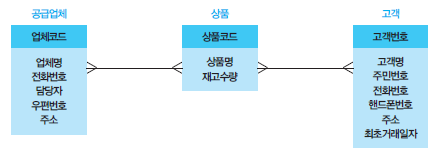 공급업체
업체코드
업체명
전화번호
담당자
우편번호
주소
상품
상품코드
상품명
재고수량
고객
고객번호
고객명
주민번호
전화번호
핸드폰번호
주소
최초거래일자